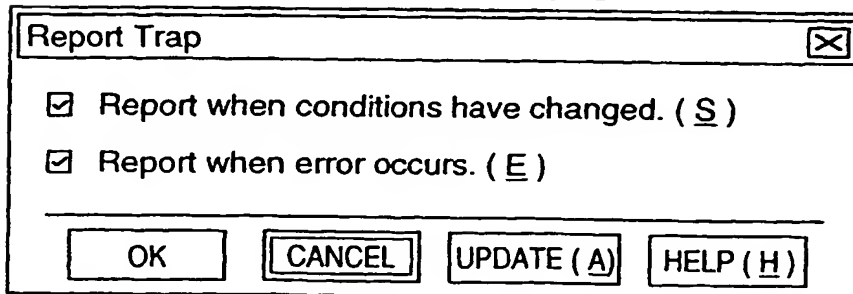 Report Trap
Report when conditions have changed. ( S )
Report when error occurs. ( E )
OK CANCEL UPDATE ( A) HELP ( H )